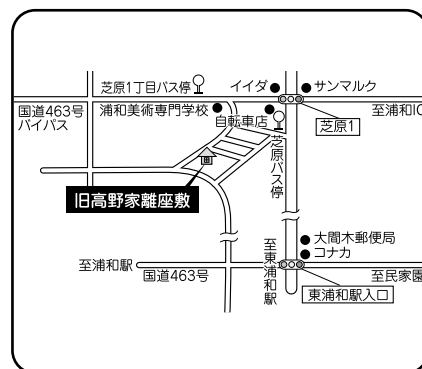 芝原1丁目バス停
イイダ
サンマルク
国道463号
バイパス
浦和美術専門学校
自転車店
至浦和IC
芝原1
芝原バス停
旧高野家離座敷
大間木郵便局
コナカ
至浦和駅
国道463号
至東浦和駅
至民家園
東浦和駅入口